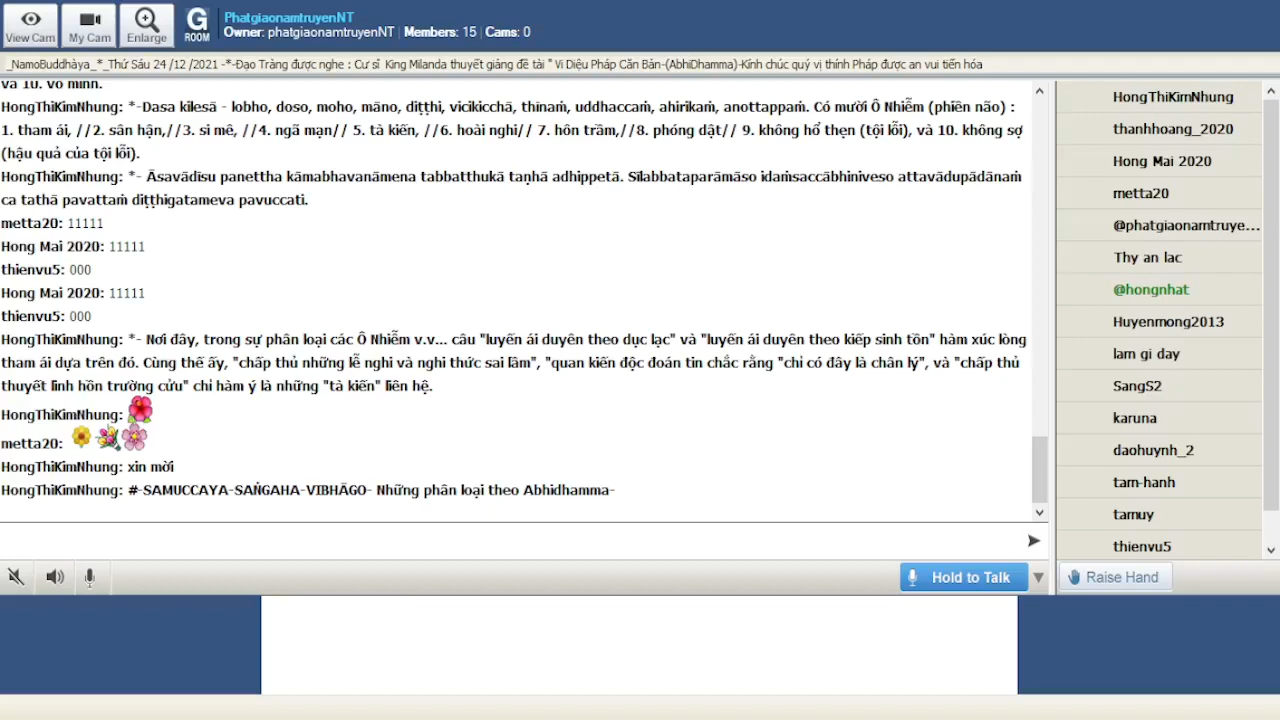 PhatgiaonamtruyenNT
Owner: phatgiaonamtruyenNT | Members: 15 | Cams: 0
View Cam
My Cam
Enlarge
G ROOM
_NamoBuddhàya_*_Thứ Sáu 24 /12 /2021 -*-Đạo Tràng được nghe : Cư sĩ King Milanda thuyết giảng đề tài " Vi Diệu Pháp Căn Bản-(AbhiDhamma)-Kính chúc quý vị thính Pháp được an vui tiến hóa
và 10. vô minh.
HongThiKimNhung: *-Dasa kilesā - lobho, doso, moho, māno, diṭṭhi, vicikicchā, thīnaṁ, uddhaccaṁ, ahirikaṁ, anottappaṁ. Có mười Ô Nhiễm (phiền não) :
1. tham ái, //2. sân hận,//3. si mê, //4. ngã mạn// 5. tà kiến, //6. hoài nghi// 7. hôn trầm,//8. phóng dật// 9. không hổ thẹn (tội lỗi), và 10. không sợ
(hậu quả của tội lỗi).
HongThiKimNhung: *- Āsavādīsu panettha kāmabhavanāmena tabbatthukā taṇhā adhippetā. Sīlabbataparāmāso idaṁsaccābhiniveso attavādupādānaṁ
ca tathā pavattaṁ diṭṭhigatameva pavuccati.
metta20: 11111
Hong Mai 2020: 11111
thienvu5: 000
Hong Mai 2020: 11111
thienvu5: 000
HongThiKimNhung: *- Nơi đây, trong sự phân loại các Ô Nhiễm v.v... câu "luyến ái duyên theo dục lạc" và "luyến ái duyên theo kiếp sinh tồn" hàm xúc lòng
tham ái dựa trên đó. Cùng thế ấy, "chấp thủ những lễ nghi và nghi thức sai lầm", "quan kiến độc đoán tin chắc rằng "chỉ có đây là chân lý", và "chấp thủ
thuyết linh hồn trường cửu" chỉ hàm ý là những "tà kiến" liên hệ.
HongThiKimNhung:
metta20:
HongThiKimNhung: xin mời
HongThiKimNhung: #-SAMUCCAYA-SAṄGAHA-VIBHĀGO- Những phân loại theo Abhidhamma-
Hold to Talk
HongThiKimNhung
thanhhoang_2020
Hong Mai 2020
metta20
@phatgiaonamtruye...
Thy an lac
@hongnhat
Huyenmong2013
lam gi day
SangS2
karuna
daohuynh_2
tam-hanh
tamuy
thienvu5
Raise Hand